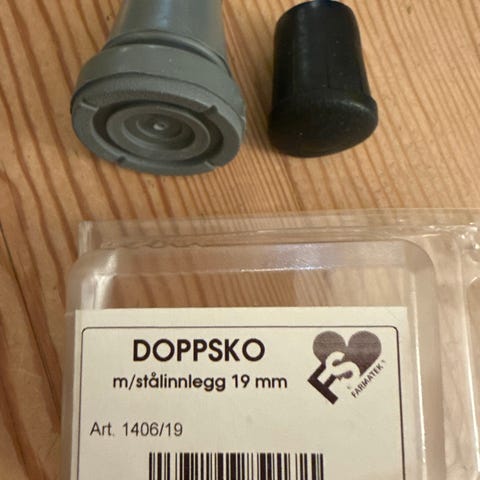 DOPPSKO
m/stålinnlegg 19 mm
FS
FARMATEK
Art. 1406/19